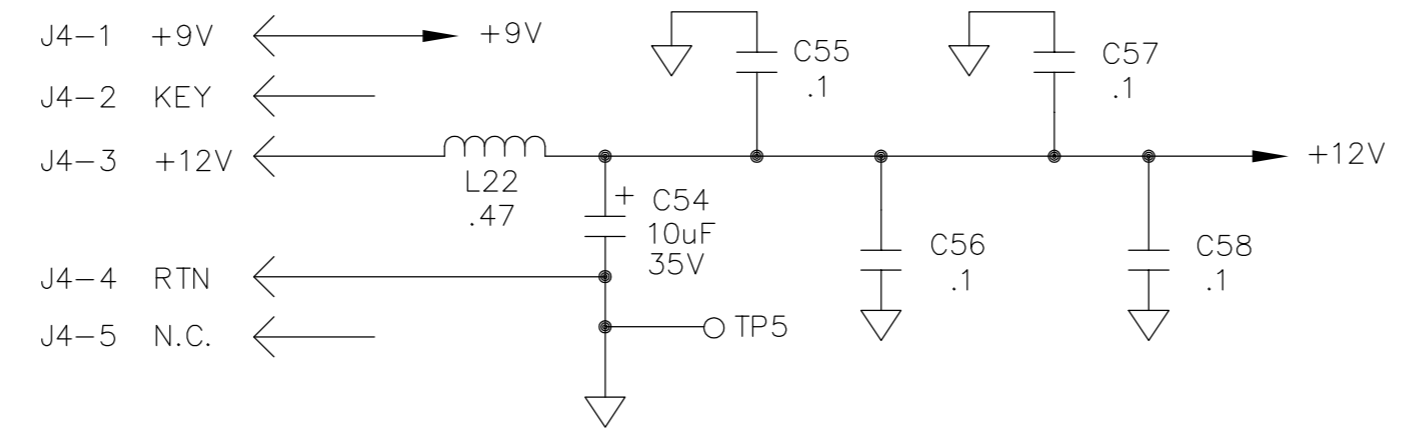 J4-1 +9V
+9V
J4-2 KEY
J4-3 +12V
L22
.47
+
C54
10uF
35V
C55
.1
C57
.1
+12V
C56
.1
C58
.1
J4-4 RTN
J4-5 N.C.
TP5